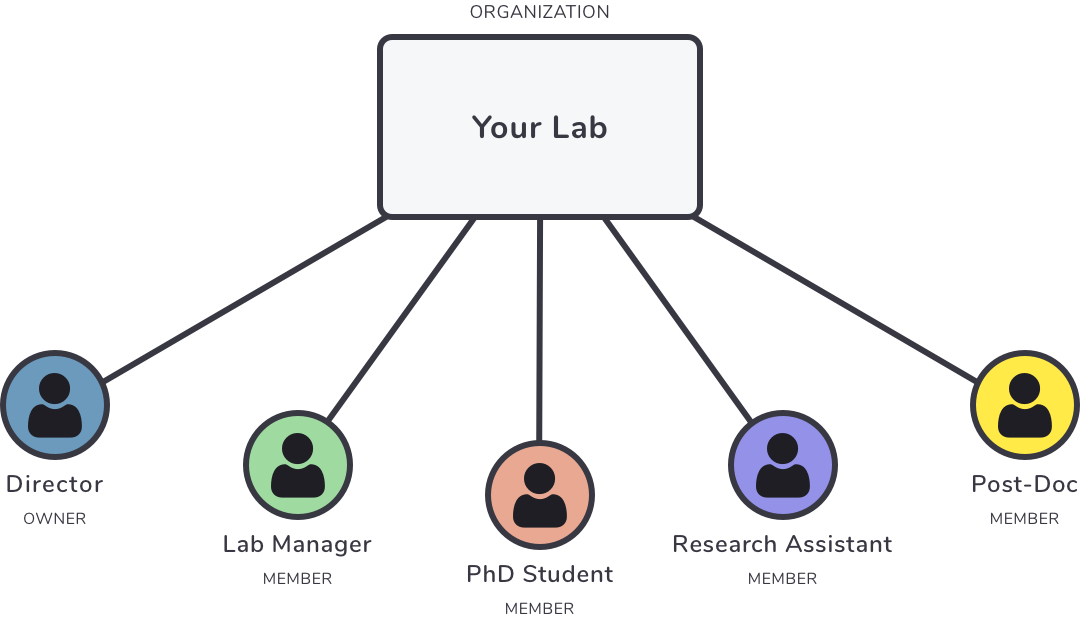 ORGANIZATION
Your Lab
Director
OWNER
Lab Manager
MEMBER
PhD Student
MEMBER
Research Assistant
MEMBER
Post-Doc
MEMBER